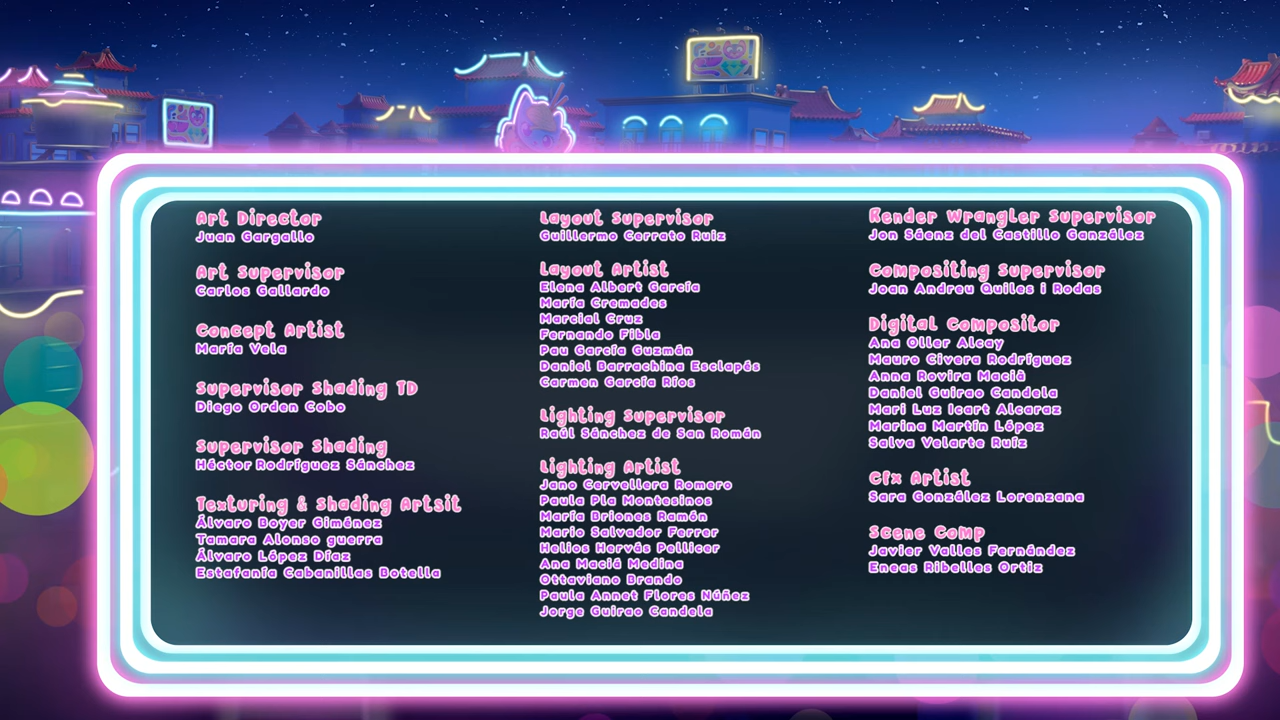 Art Director
Juan Gargallo
Art Supervisor
Carlos Gallardo
Concept Artist
María Vela
Supervisor Shading TD
Diego Orden Cobo
Supervisor Shading
Héctor Rodríguez Sánchez
Texturing & Shading Artsit
Álvaro Boyer Giménez
Tamara Alonso guerra
Álvaro López Díaz
Estafanía Cabanillas Botella
Layout Supervisor
Guillermo Cerrato Ruiz
Layout Artist
Elena Albert García
María Cremades
Marcial Cruz
Fernando Fibla
Pau García Guzmán
Daniel Barrachina Esclapés
Carmen García Ríos
Lighting Supervisor
Raúl Sánchez de San Román
Lighting Artist
Jano Cervellera Romero
Paula Pla Montesinos
María Briones Ramón
Mario Salvador Ferrer
Helios Hervás Pellicer
Ana Maciá Medina
Ottaviano Brando
Paula Annet Flores Núñez
Jorge Guirao Candela
Render Wrangler Supervisor
Jon Sáenz del Castillo Ganzález
Compositing Supervisor
Joan Andreu Quiles i Rodas
Digital Compositor
Ana Oller Alcay
Mauro Civera Rodríguez
Anna Rovira Macià
Daniel Guirao Candela
Mari Luz Icart Alcaraz
Marina Martín López
Salva Velarte Ruíz
Cfx Artist
Sara González Lorenzana
Scene Comp
Javier Valles Fernández
Eneas Ribelles Ortiz